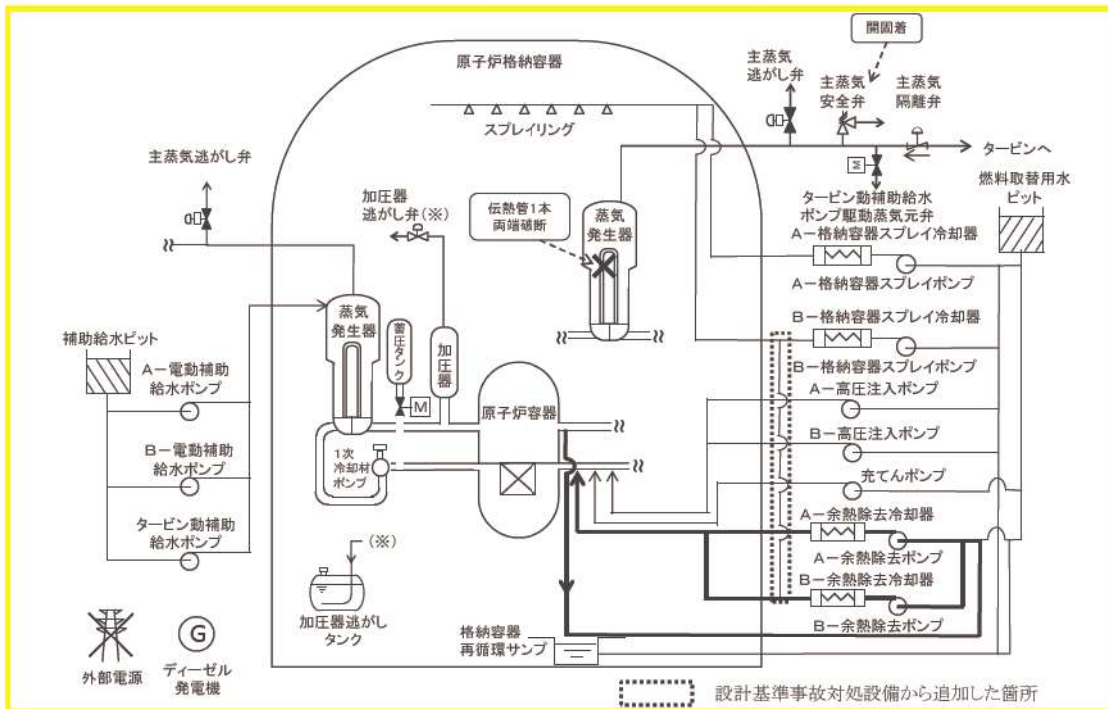 開固着
原子炉格納容器
主蒸気
逃がし弁
主蒸気
安全弁
主蒸気
隔離弁
スプレイリング
タービンへ
主蒸気逃がし弁
M
燃料取替用水
ピット
加圧器
逃がし弁(※)
伝熱管1本
両端破断
蒸気
発生器
タービン動補助給水
ポンプ駆動蒸気元弁
A－格納容器スプレイ冷却器
A－格納容器スプレイポンプ
蒸気
発生器
蓄圧タンク
加圧器
補助給水ピット
B－格納容器スプレイ冷却器
B－格納容器スプレイポンプ
A－電動補助
給水ポンプ
M
原子炉容器
A－高圧注入ポンプ
B－電動補助
給水ポンプ
1次
冷却材
ポンプ
B－高圧注入ポンプ
充てんポンプ
タービン動補助
給水ポンプ
(※)
A－余熱除去冷却器
A－余熱除去ポンプ
B－余熱除去冷却器
B－余熱除去ポンプ
加圧器逃がし
タンク
格納容器
再循環サンプ
外部電源
G
ディーゼル
発電機
設計基準事故対処設備から追加した箇所